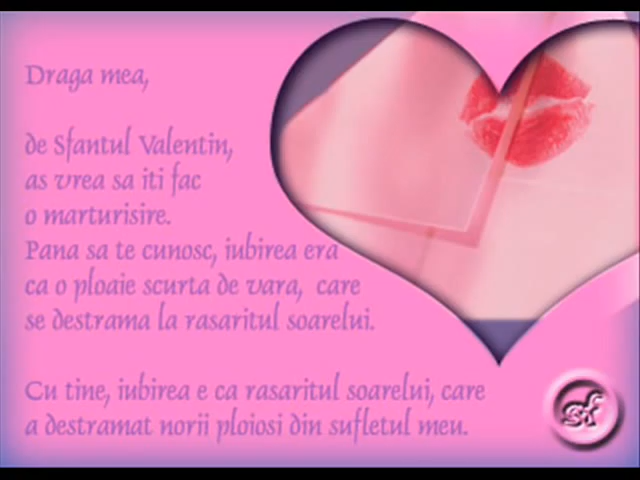 Draga mea,
de Sfantul Valentin,
as vrea sa iti fac
o marturisire.
Pana sa te cunosc, iubirea era
ca o ploaie scurta de vara, care
se destrama la rasaritul soarelui.
Cu tine, iubirea e ca rasaritul soarelui, care
a destramat norii ploiosi din sufletul meu.